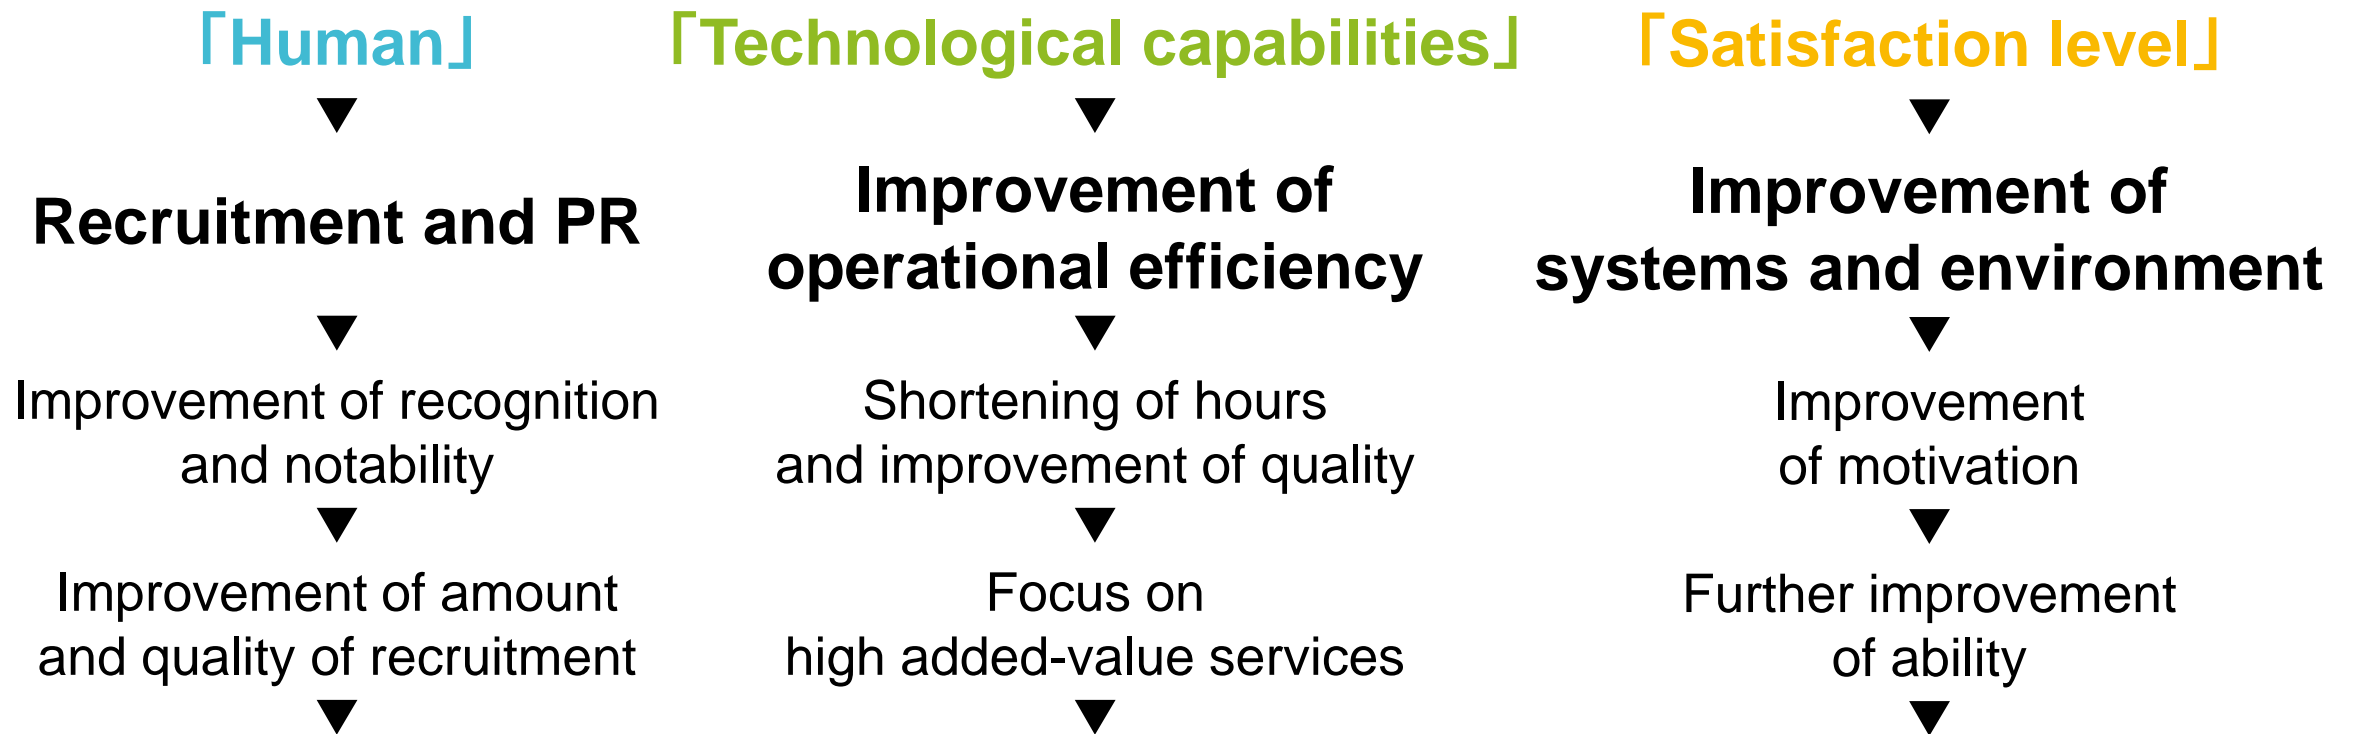 「Human」
▼
Recruitment and PR
▼
Improvement of recognition
and notability
▼
Improvement of amount
and quality of recruitment
▼
「Technological capabilities」
▼
Improvement of
operational efficiency
▼
Shortening of hours
and improvement of quality
▼
Focus on
high added-value services
▼
「Satisfaction level」
▼
Improvement of
systems and environment
▼
Improvement
of motivation
▼
Further improvement
of ability
▼